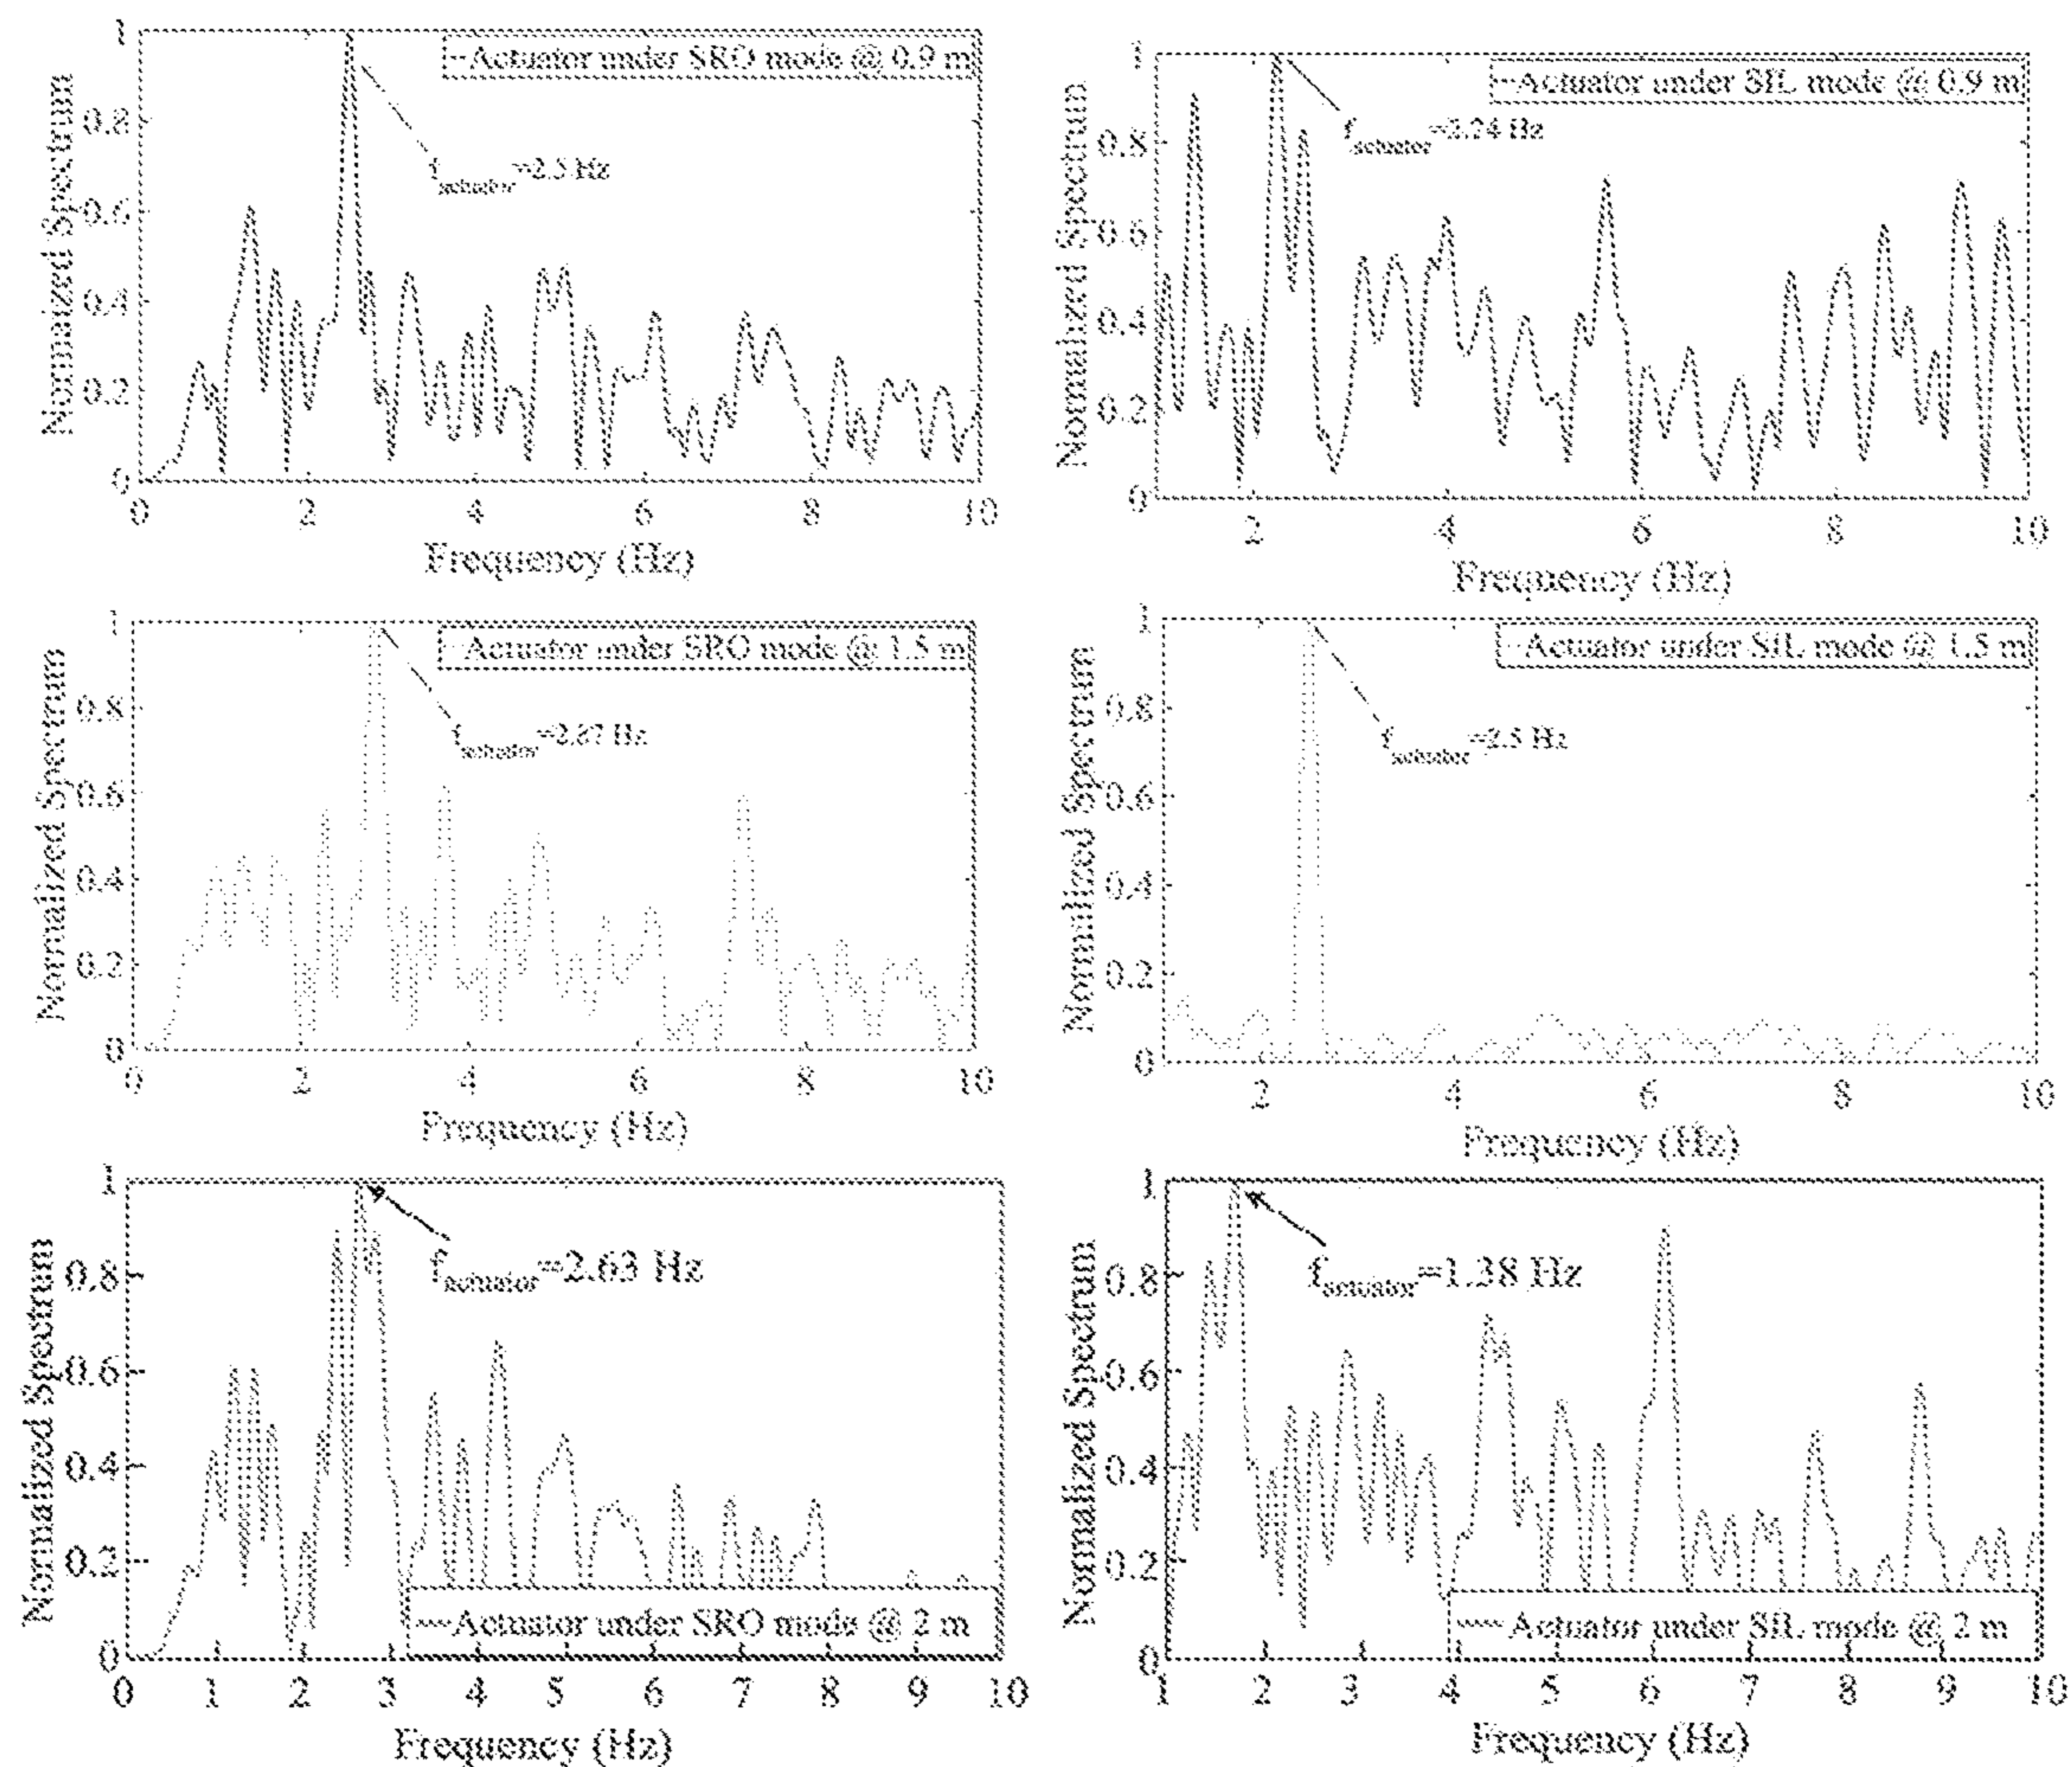 Actuator under SRO mode @ 0.9 m
f_actuator=2.5 Hz
Normalized Spectrum
1
0.8
0.6
0.4
0.2
0
0 2 4 6 8 10
Frequency (Hz)
Actuator under SIL mode @ 0.9 m
f_actuator=2.24 Hz
Normalized Spectrum
1
0.8
0.6
0.4
0.2
0
2 4 6 8 10
Frequency (Hz)
Actuator under SRO mode @ 1.5 m
f_actuator=2.87 Hz
Normalized Spectrum
1
0.8
0.6
0.4
0.2
0
0 2 4 6 8 10
Frequency (Hz)
Actuator under SIL mode @ 1.5 m
f_actuator=2.5 Hz
Normalized Spectrum
1
0.8
0.6
0.4
0.2
0
2 4 6 8 10
Frequency (Hz)
f_actuator=2.63 Hz
Normalized Spectrum
1
0.8
0.6
0.4
0.2
0
Actuator under SRO mode @ 2 m
0 1 2 3 4 5 6 7 8 9 10
Frequency (Hz)
f_actuator=1.38 Hz
Normalized Spectrum
1
0.8
0.6
0.4
0.2
0
Actuator under SIL mode @ 2 m
1 2 3 4 5 6 7 8 9 10
Frequency (Hz)